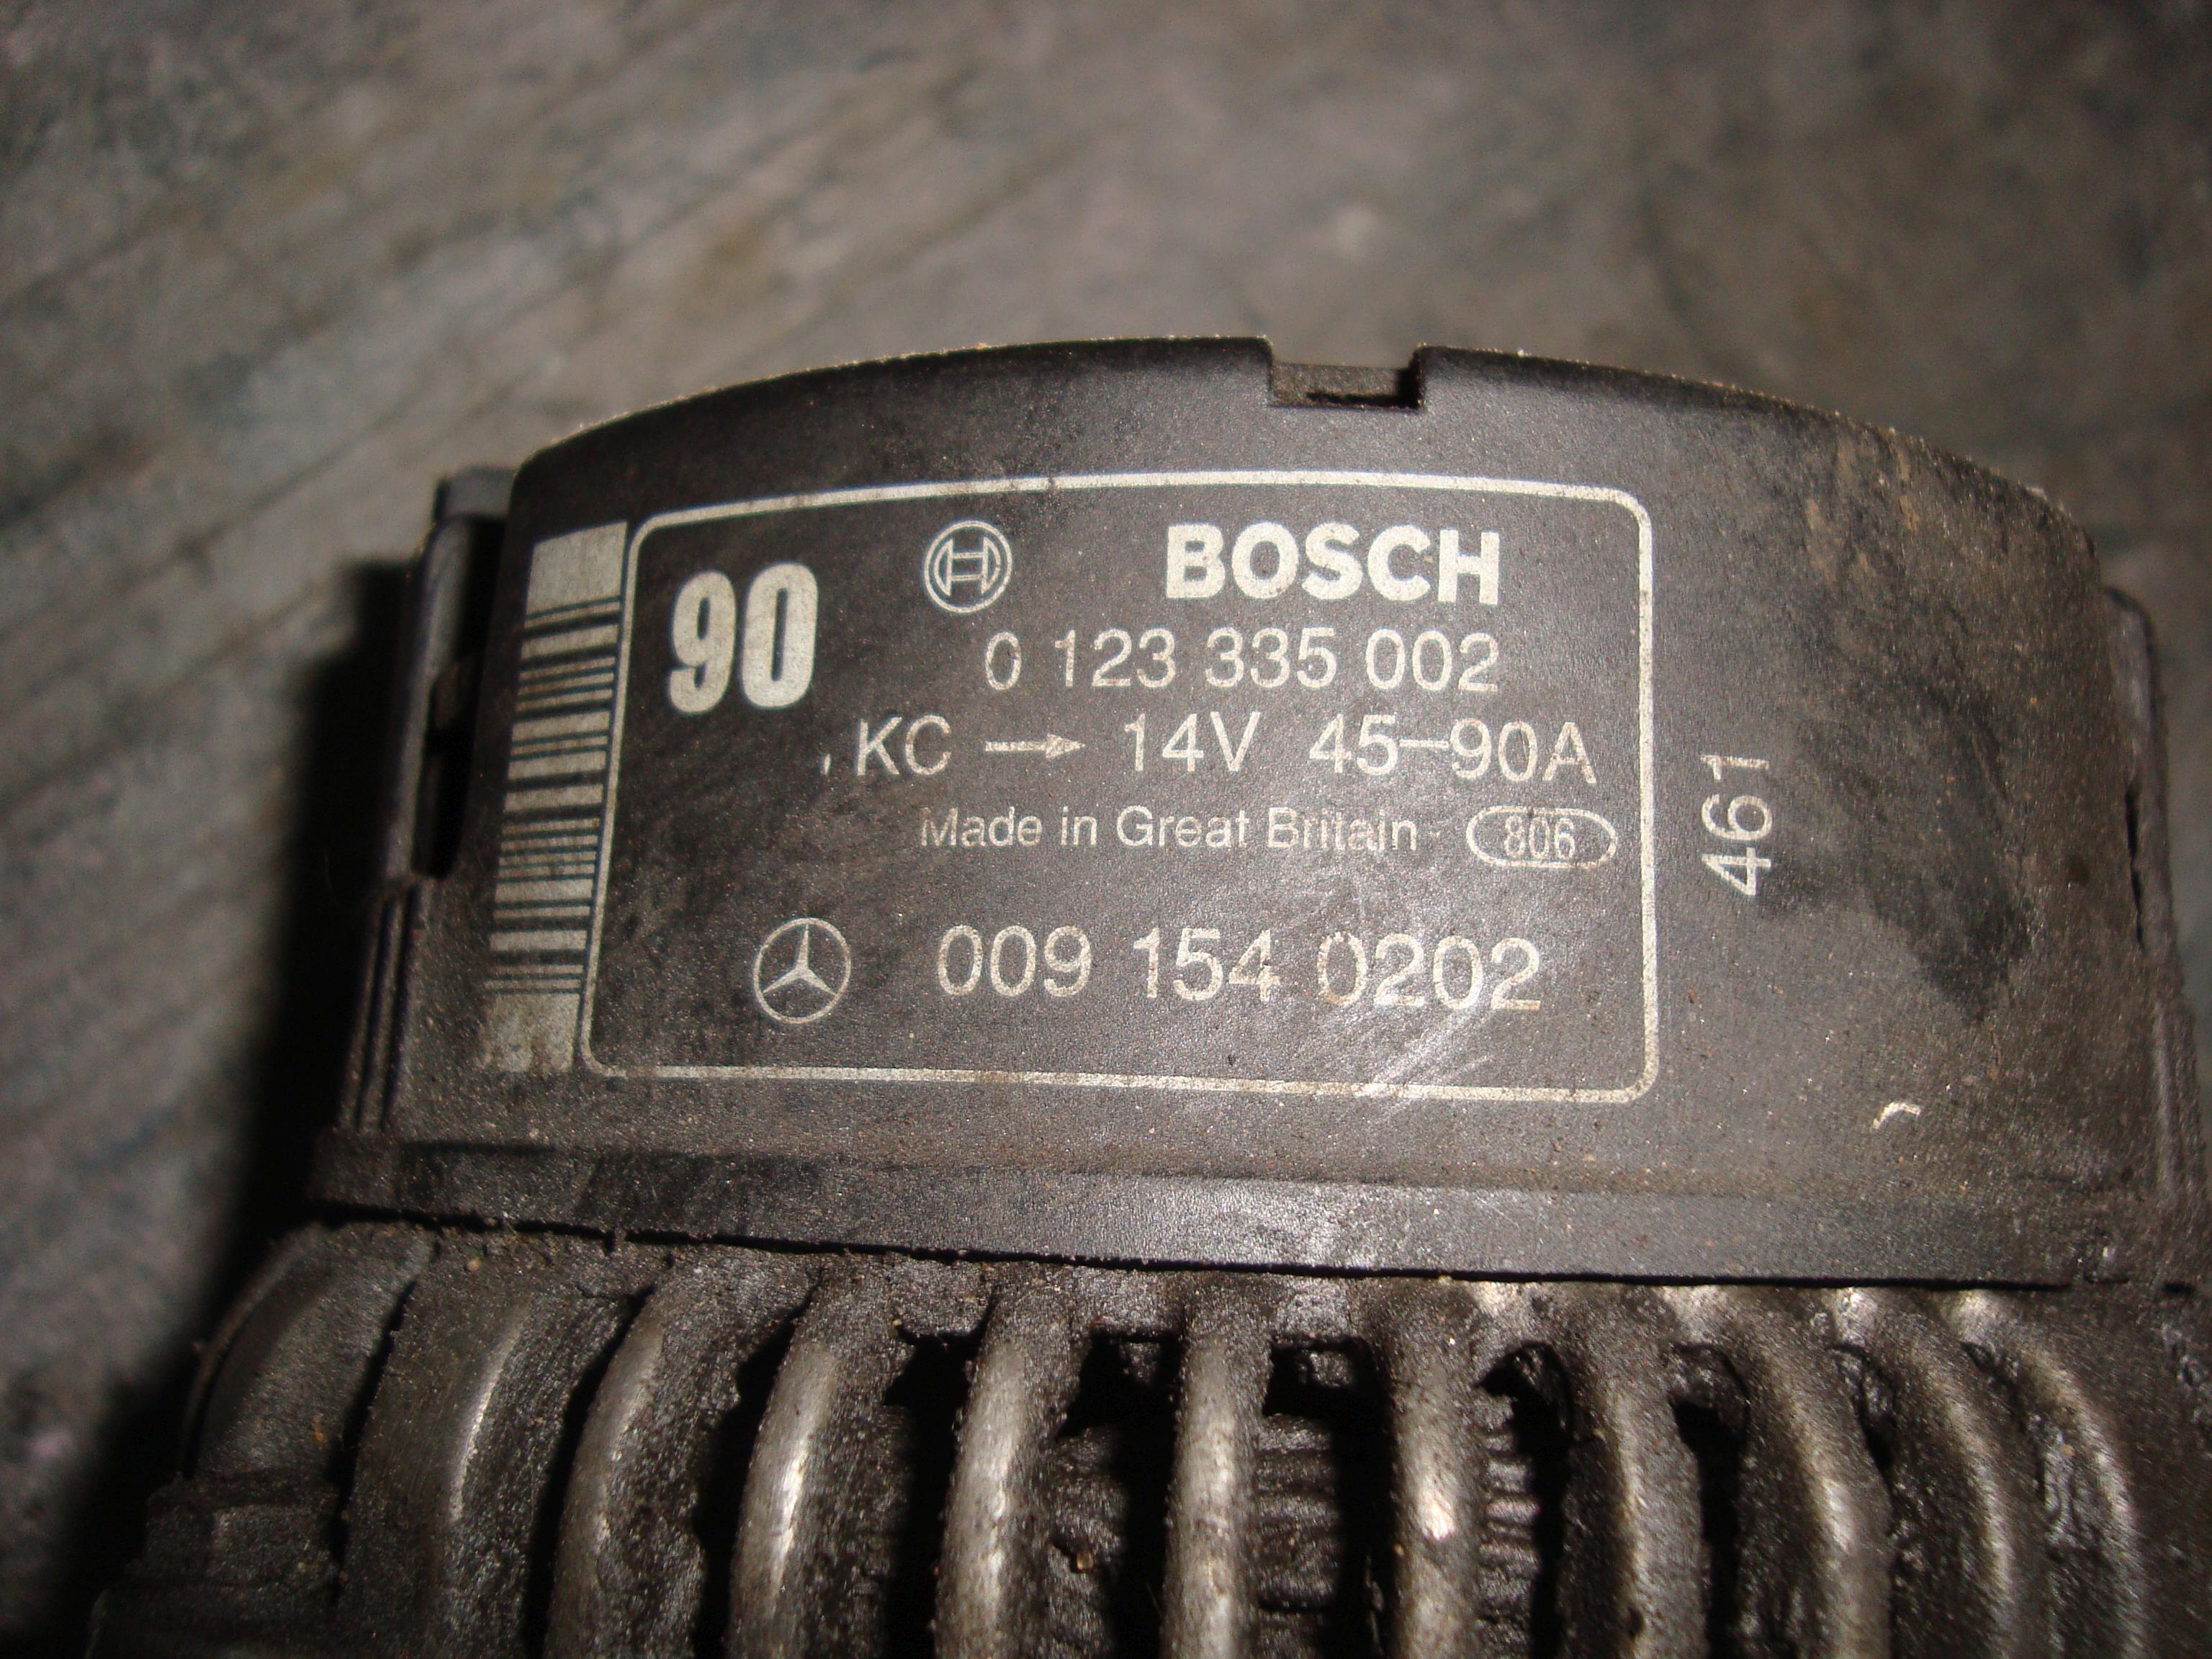 90 BOSCH
0 123 335 002
KC → 14V 45-90A
Made in Great Britain 806
009 154 0202
461